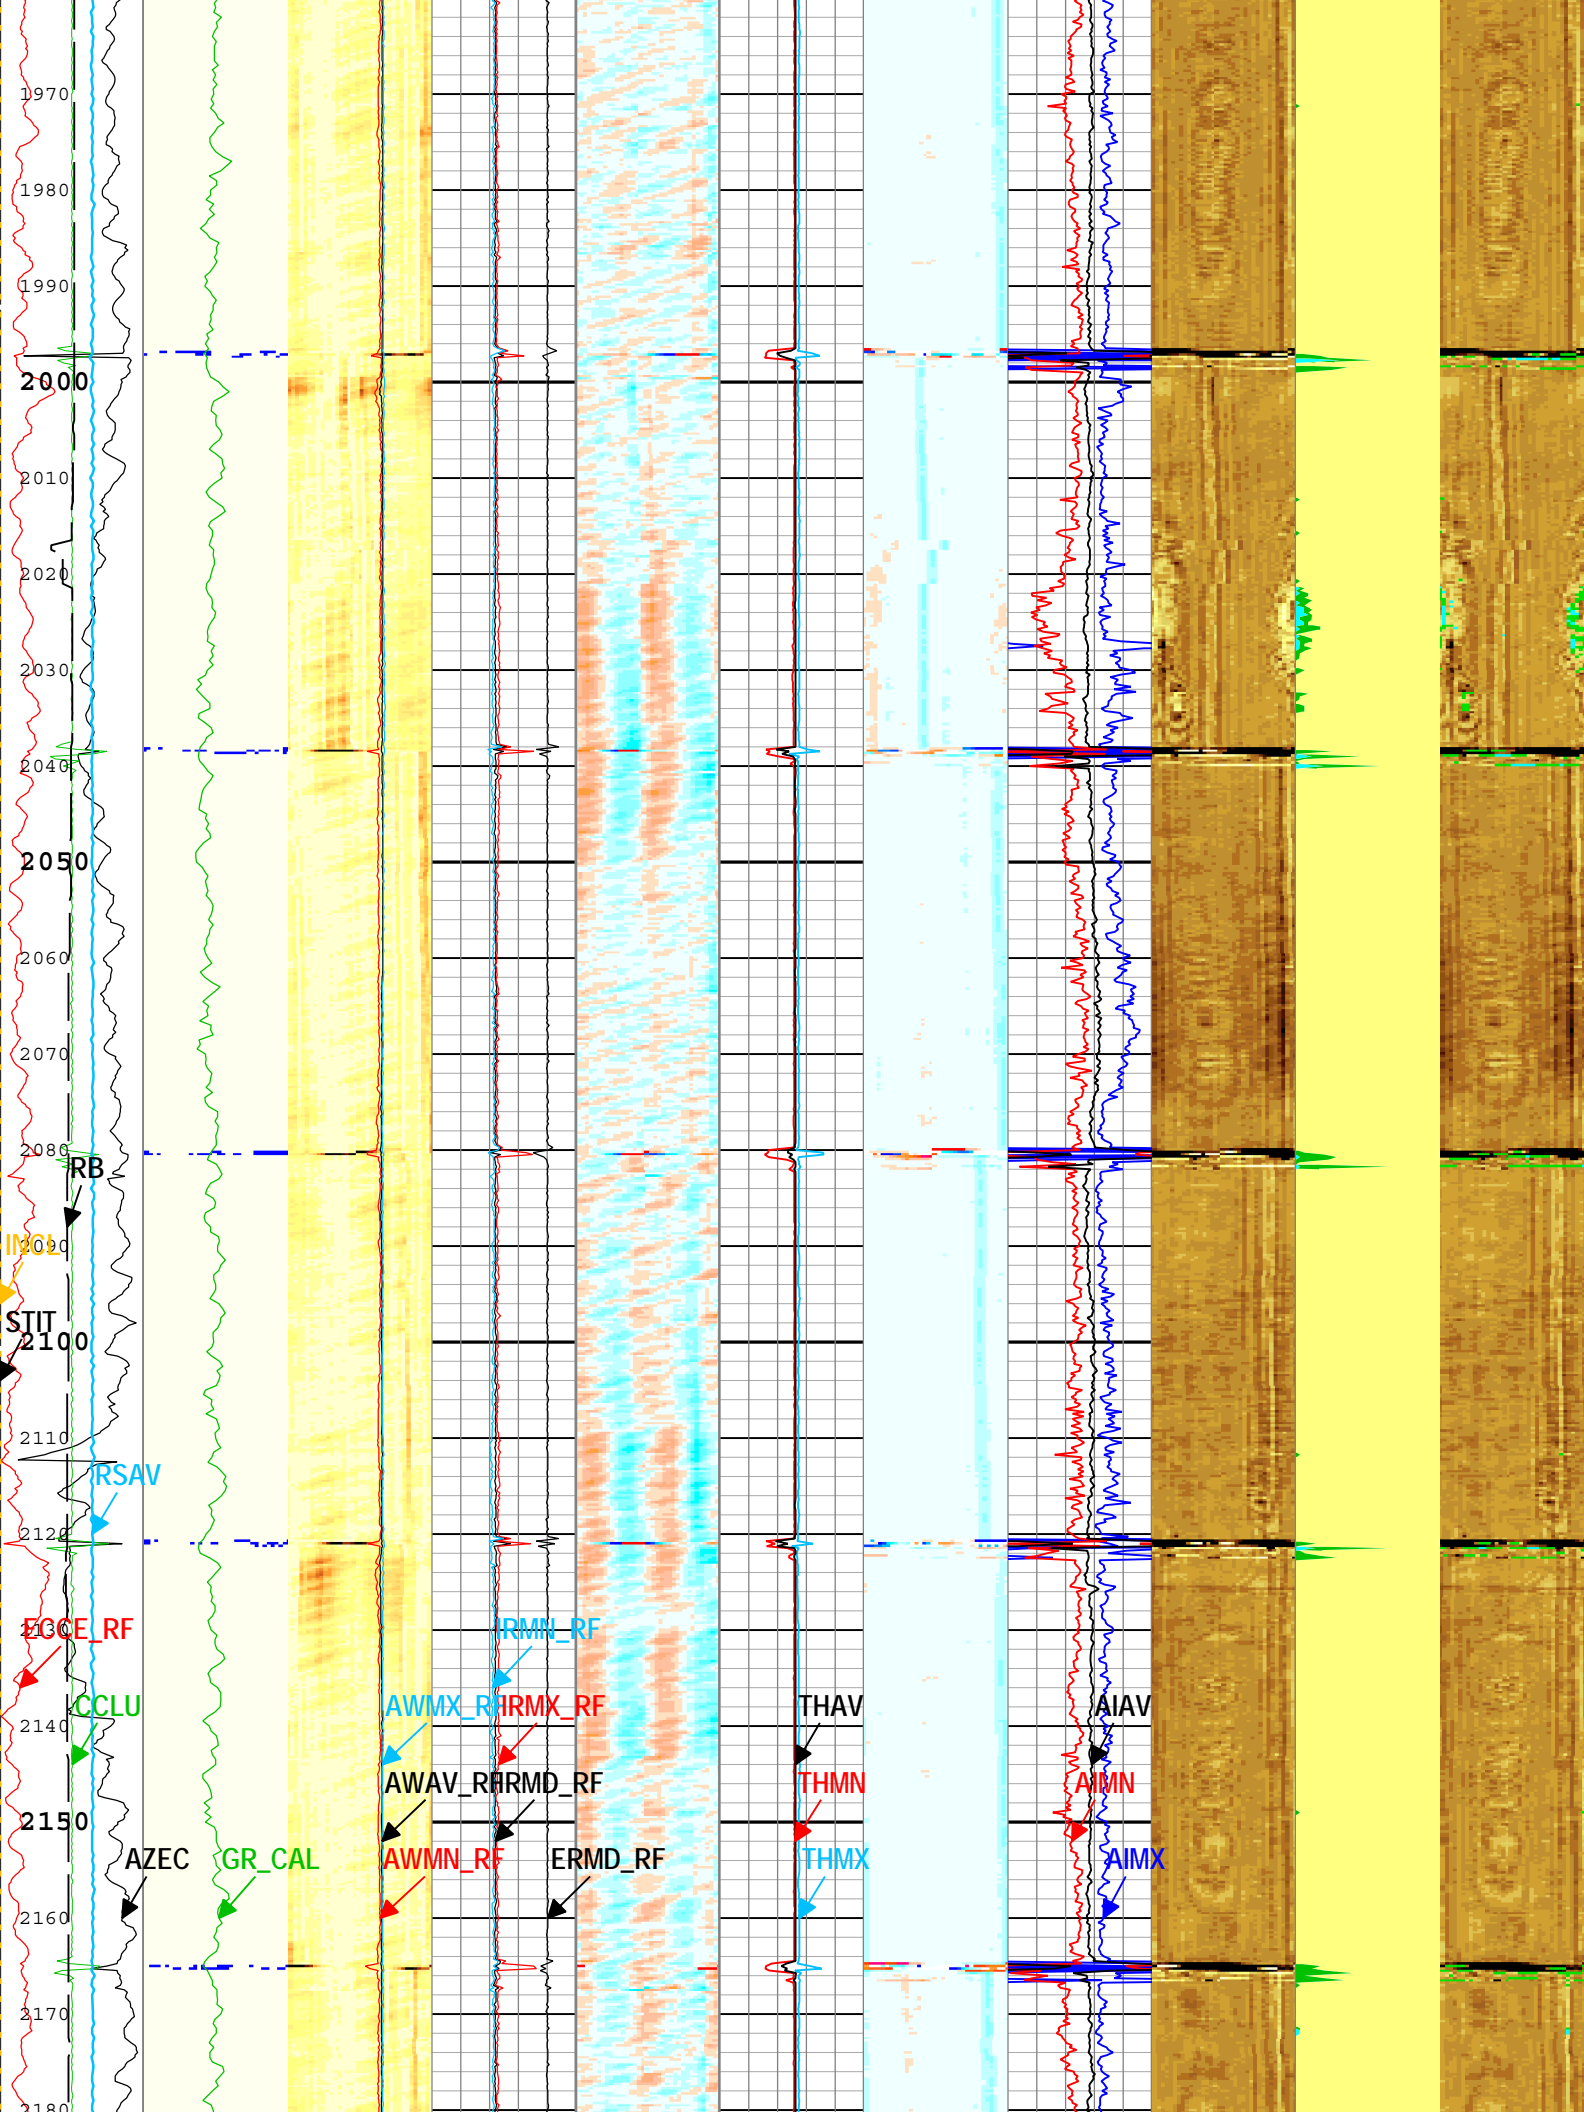 1970
1980
1990
2000
2010
2020
2030
2040
2050
2060
2070
2080
RB
INCL
2090
STIT
2100
2110
RSAV
2120
ECCE_RF
2130
IRMN_RF
CCLU
AWMX_RF
IRMX_RF
THAV
AIAV
2140
AWAV_RF
IRMD_RF
THMN
AIMN
2150
AZEC
GR_CAL
AWMN_RF
ERMD_RF
THMX
AIMX
2160
2170
2180